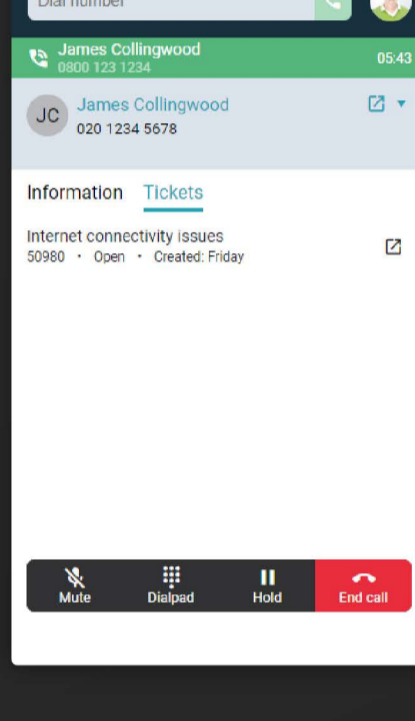 Dial number
James Collingwood
0800 123 1234
05:43
JC
James Collingwood
020 1234 5678
Information Tickets
Internet connectivity issues
50980 · Open · Created: Friday
Mute Dialpad Hold End call